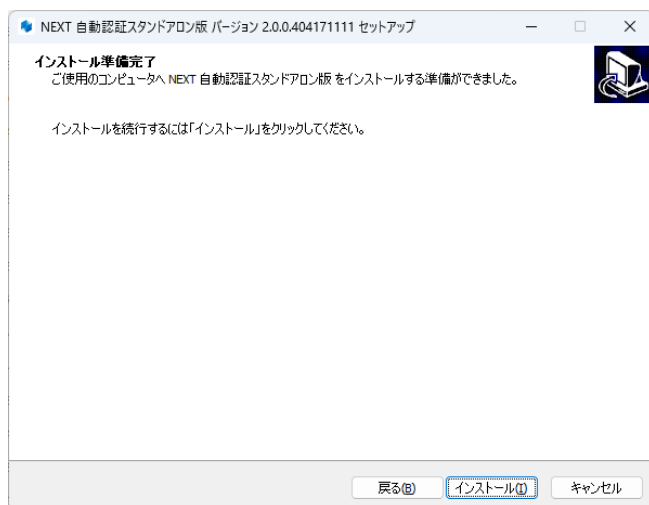 NEXT 自動認証スタンドアロン版 バージョン 2.0.0.404171111 セットアップ
インストール準備完了
ご使用のコンピュータへ NEXT 自動認証スタンドアロン版 をインストールする準備ができました。
インストールを続行するには「インストール」をクリックしてください。
戻る(B) インストール(I) キャンセル